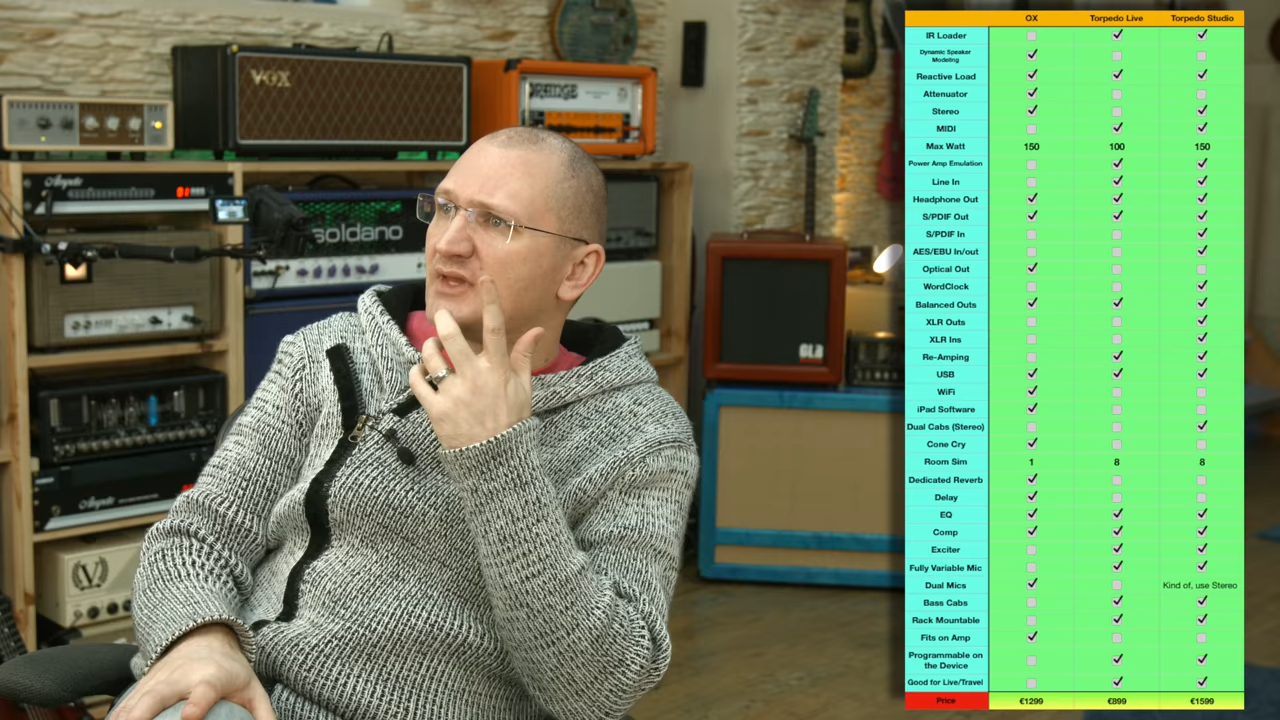 OX Torpedo Live Torpedo Studio
IR Loader
Dynamic Speaker
Modeling
Reactive Load
Attenuator
Stereo
MIDI
Max Watt 150 100 150
Power Amp Emulation
Line In
Headphone Out
S/PDIF Out
S/PDIF In
AES/EBU In/out
Optical Out
WordClock
Balanced Outs
XLR Outs
XLR Ins
Re-Amping
USB
WiFi
iPad Software
Dual Cabs (Stereo)
Cone Cry
Room Sim 1 8 8
Dedicated Reverb
Delay
EQ
Comp
Exciter
Fully Variable Mic
Dual Mics Kind of, use Stereo
Bass Cabs
Rack Mountable
Fits on Amp
Programmable on
the Device
Good for Live/Travel
Price €1299 €899 €1599
VOX
ORANGE
Ampete
soldano
GLB
Ampete
V